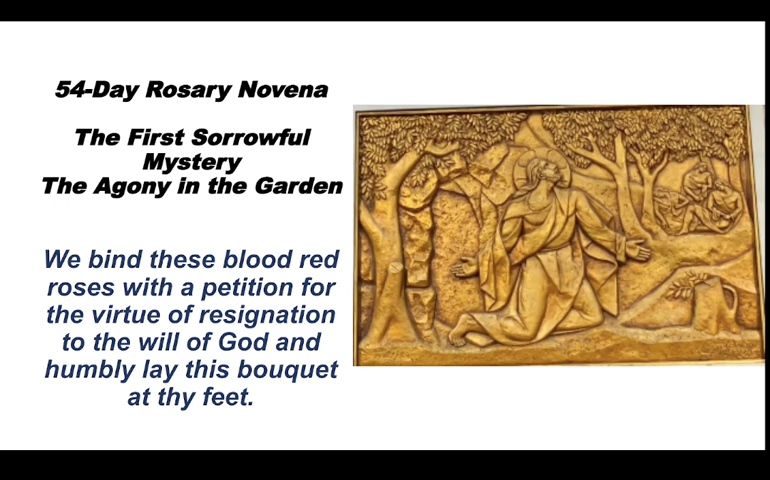 54-Day Rosary Novena
The First Sorrowful
Mystery
The Agony in the Garden
We bind these blood red
roses with a petition for
the virtue of resignation
to the will of God and
humbly lay this bouquet
at thy feet.